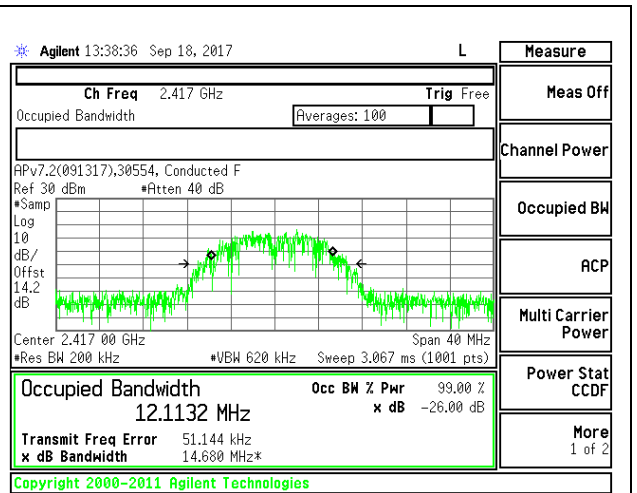 Agilent 13:38:36 Sep 18, 2017 L
Measure
Ch Freq 2.417 GHz Trig Free
Meas Off
Occupied Bandwidth Averages: 100
Channel Power
APv7.2(091317),30554, Conducted F
Ref 30 dBm #Atten 40 dB
#Samp
Log
10
dB/
Offst
14.2
dB
Occupied BW
ACP
Multi Carrier
Power
Center 2.417 00 GHz Span 40 MHz
#Res BW 200 kHz #VBW 620 kHz Sweep 3.067 ms (1001 pts)
Power Stat
CCDF
Occupied Bandwidth Occ BW % Pwr 99.00 %
12.1132 MHz x dB -26.00 dB
Transmit Freq Error 51.144 kHz
x dB Bandwidth 14.680 MHz*
More
1 of 2
Copyright 2000-2011 Agilent Technologies